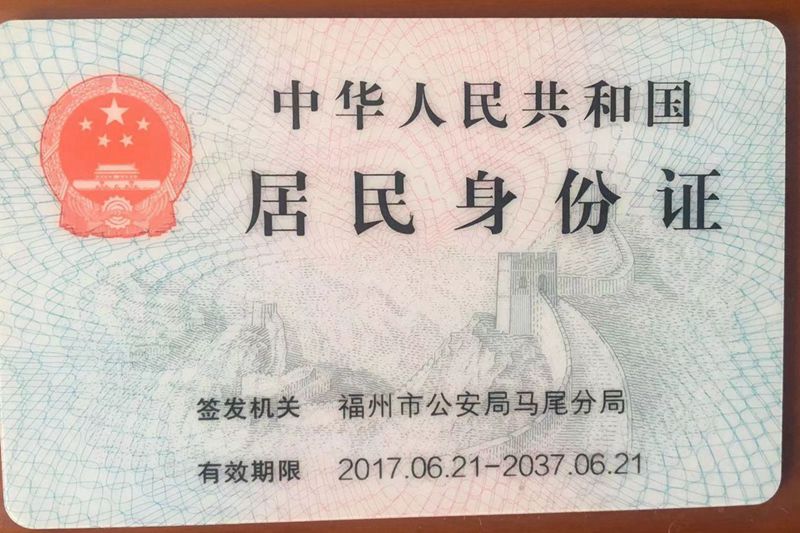 中华人民共和国
居民身份证
签发机关 福州市公安局马尾分局
有效期限 2017.06.21-2037.06.21